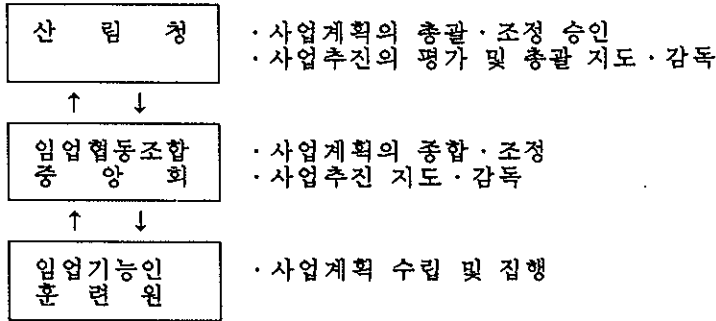 산 림 청 ·사업계획의 총괄·조정 승인
·사업추진의 평가 및 총괄 지도·감독
↑ ↓
임업협동조합 ·사업계획의 종합·조정
중 앙 회 ·사업추진 지도·감독
↑ ↓
임업기능인 ·사업계획 수립 및 집행
훈 련 원